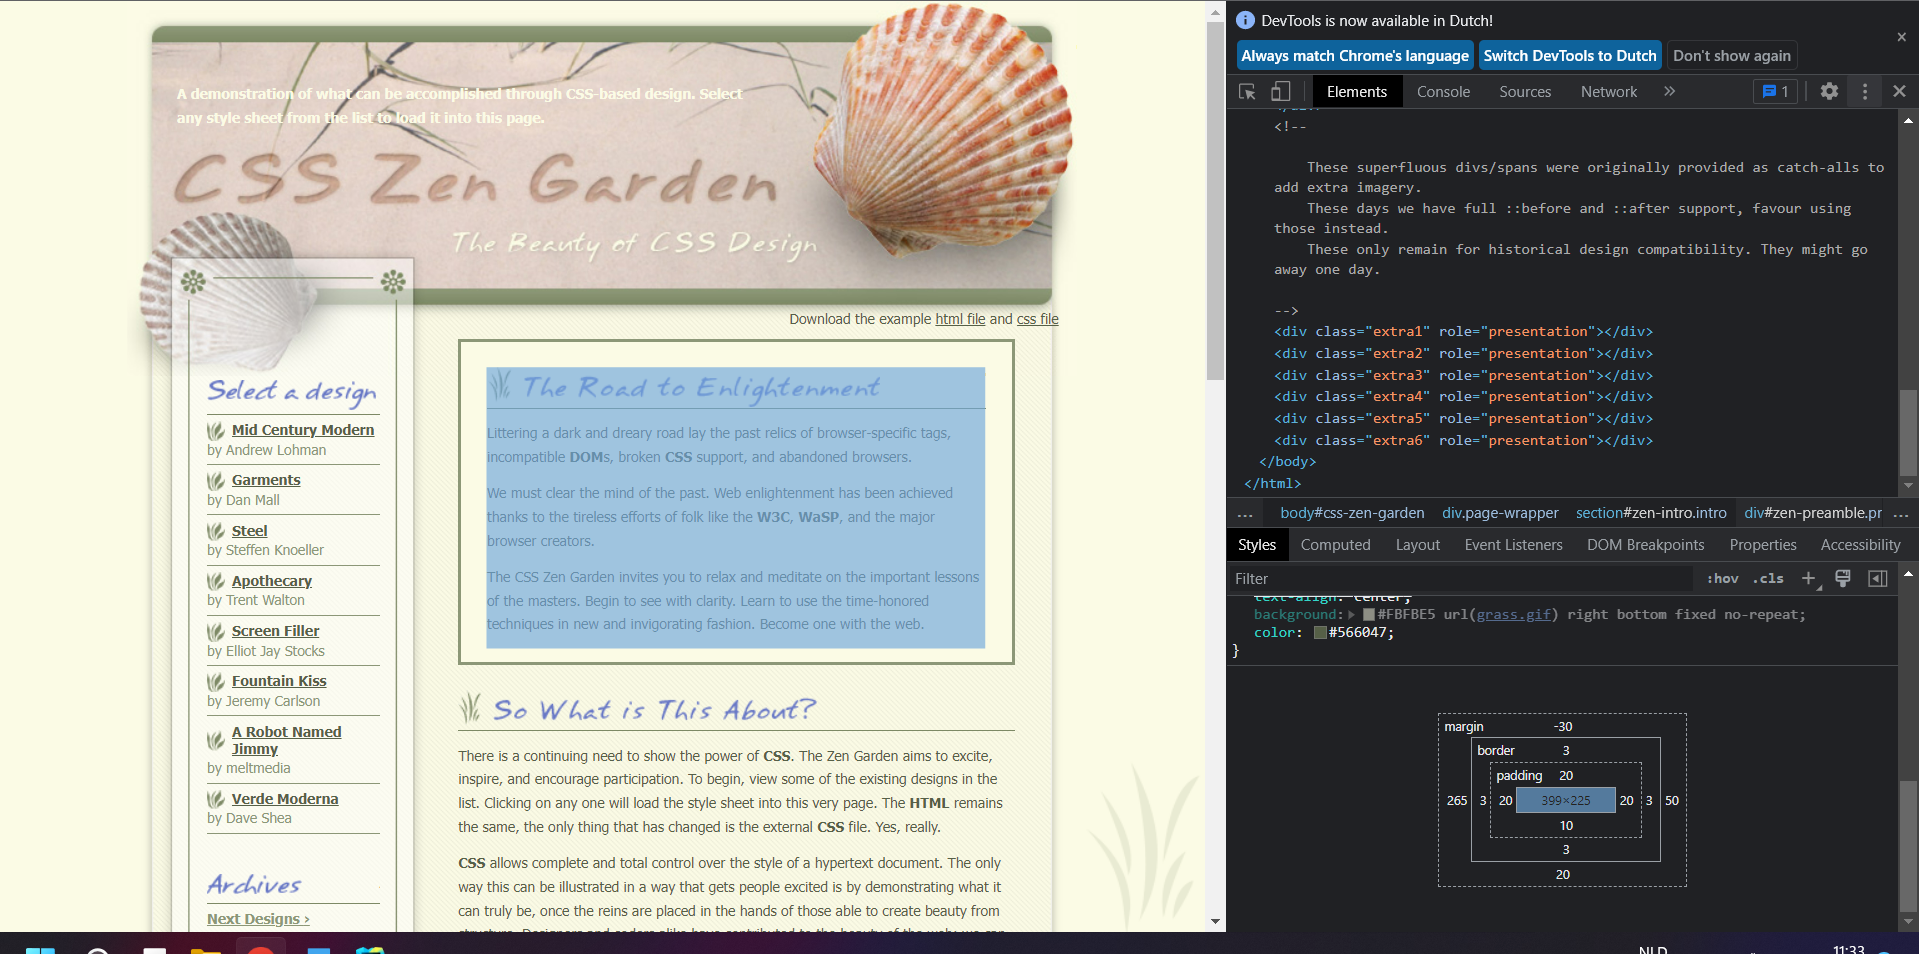 A demonstration of what can be accomplished through CSS-based design. Select
any style sheet from the list to load it into this page.
CSS Zen Garden
The Beauty of CSS Design
Download the example html file and css file
Select a design
Mid Century Modern
by Andrew Lohman
Garments
by Dan Mall
Steel
by Steffen Knoeller
Apothecary
by Trent Walton
Screen Filler
by Elliot Jay Stocks
Fountain Kiss
by Jeremy Carlson
A Robot Named
Jimmy
by meltmedia
Verde Moderna
by Dave Shea
Archives
Next Designs ›
The Road to Enlightenment
Littering a dark and dreary road lay the past relics of browser-specific tags,
incompatible DOMs, broken CSS support, and abandoned browsers.
We must clear the mind of the past. Web enlightenment has been achieved
thanks to the tireless efforts of folk like the W3C, WaSP, and the major
browser creators.
The CSS Zen Garden invites you to relax and meditate on the important lessons
of the masters. Begin to see with clarity. Learn to use the time-honored
techniques in new and invigorating fashion. Become one with the web.
So What is This About?
There is a continuing need to show the power of CSS. The Zen Garden aims to excite,
inspire, and encourage participation. To begin, view some of the existing designs in the
list. Clicking on any one will load the style sheet into this very page. The HTML remains
the same, the only thing that has changed is the external CSS file. Yes, really.
CSS allows complete and total control over the style of a hypertext document. The only
way this can be illustrated in a way that gets people excited is by demonstrating what it
can truly be, once the reins are placed in the hands of those able to create beauty from
DevTools is now available in Dutch!
Always match Chrome's language Switch DevTools to Dutch Don't show again
Elements Console Sources Network » 1
<!--
These superfluous divs/spans were originally provided as catch-alls to
add extra imagery.
These days we have full ::before and ::after support, favour using
those instead.
These only remain for historical design compatibility. They might go
away one day.
-->
<div class="extra1" role="presentation"></div>
<div class="extra2" role="presentation"></div>
<div class="extra3" role="presentation"></div>
<div class="extra4" role="presentation"></div>
<div class="extra5" role="presentation"></div>
<div class="extra6" role="presentation"></div>
</body>
</html>
... body#css-zen-garden div.page-wrapper section#zen-intro.intro div#zen-preamble.pr ...
Styles Computed Layout Event Listeners DOM Breakpoints Properties Accessibility
Filter :hov .cls +
text-align: center;
background: #FBFBE5 url(grass.gif) right bottom fixed no-repeat;
color: #566047;
}
margin -30
border 3
padding 20
265 3 20 399×225 20 3 50
10
3
20
NLD 11:33